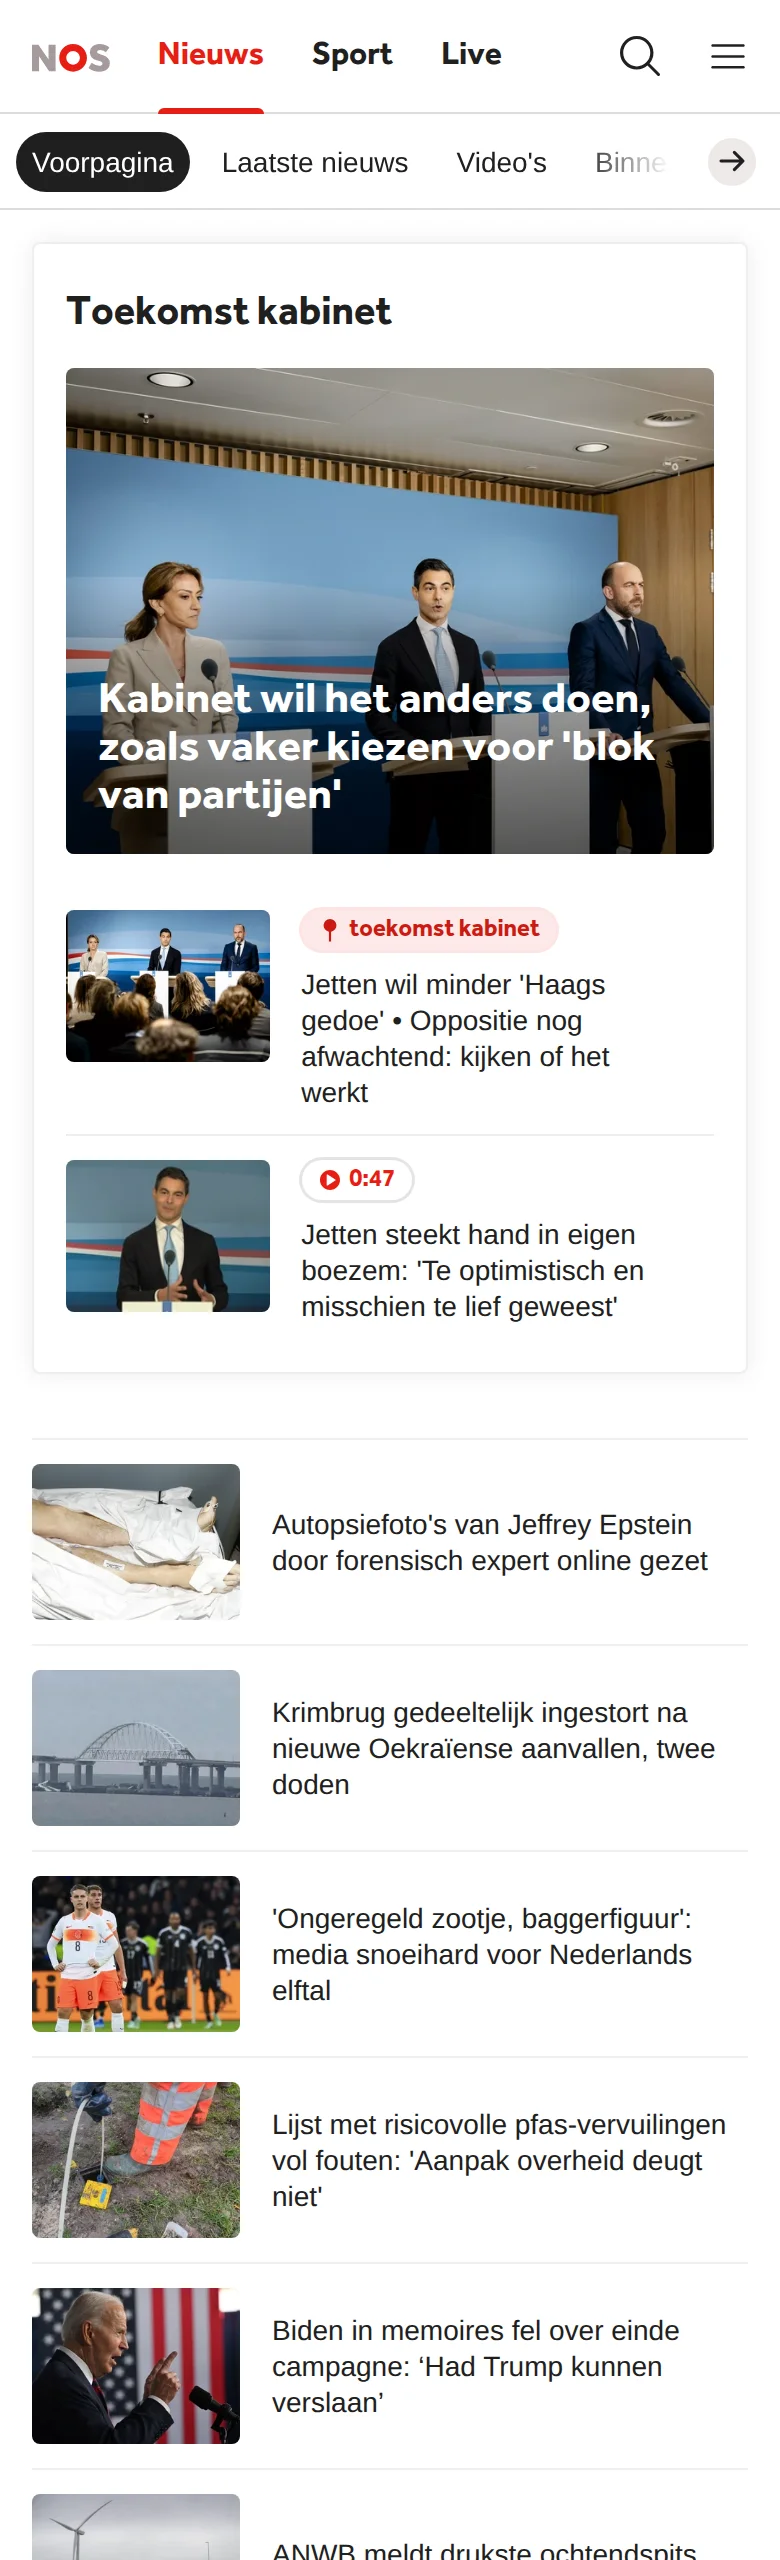 NOS Nieuws Sport Live
Voorpagina Laatste nieuws Video's Binne
Toekomst kabinet
Kabinet wil het anders doen,
zoals vaker kiezen voor 'blok
van partijen'
toekomst kabinet
Jetten wil minder 'Haags
gedoe' • Oppositie nog
afwachtend: kijken of het
werkt
0:47
Jetten steekt hand in eigen
boezem: 'Te optimistisch en
misschien te lief geweest'
Autopsiefoto's van Jeffrey Epstein
door forensisch expert online gezet
Krimbrug gedeeltelijk ingestort na
nieuwe Oekraïense aanvallen, twee
doden
'Ongeregeld zootje, baggerfiguur':
media snoeihard voor Nederlands
elftal
Lijst met risicovolle pfas-vervuilingen
vol fouten: 'Aanpak overheid deugt
niet'
Biden in memoires fel over einde
campagne: ‘Had Trump kunnen
verslaan’
ANWB meldt drukste ochtendspits